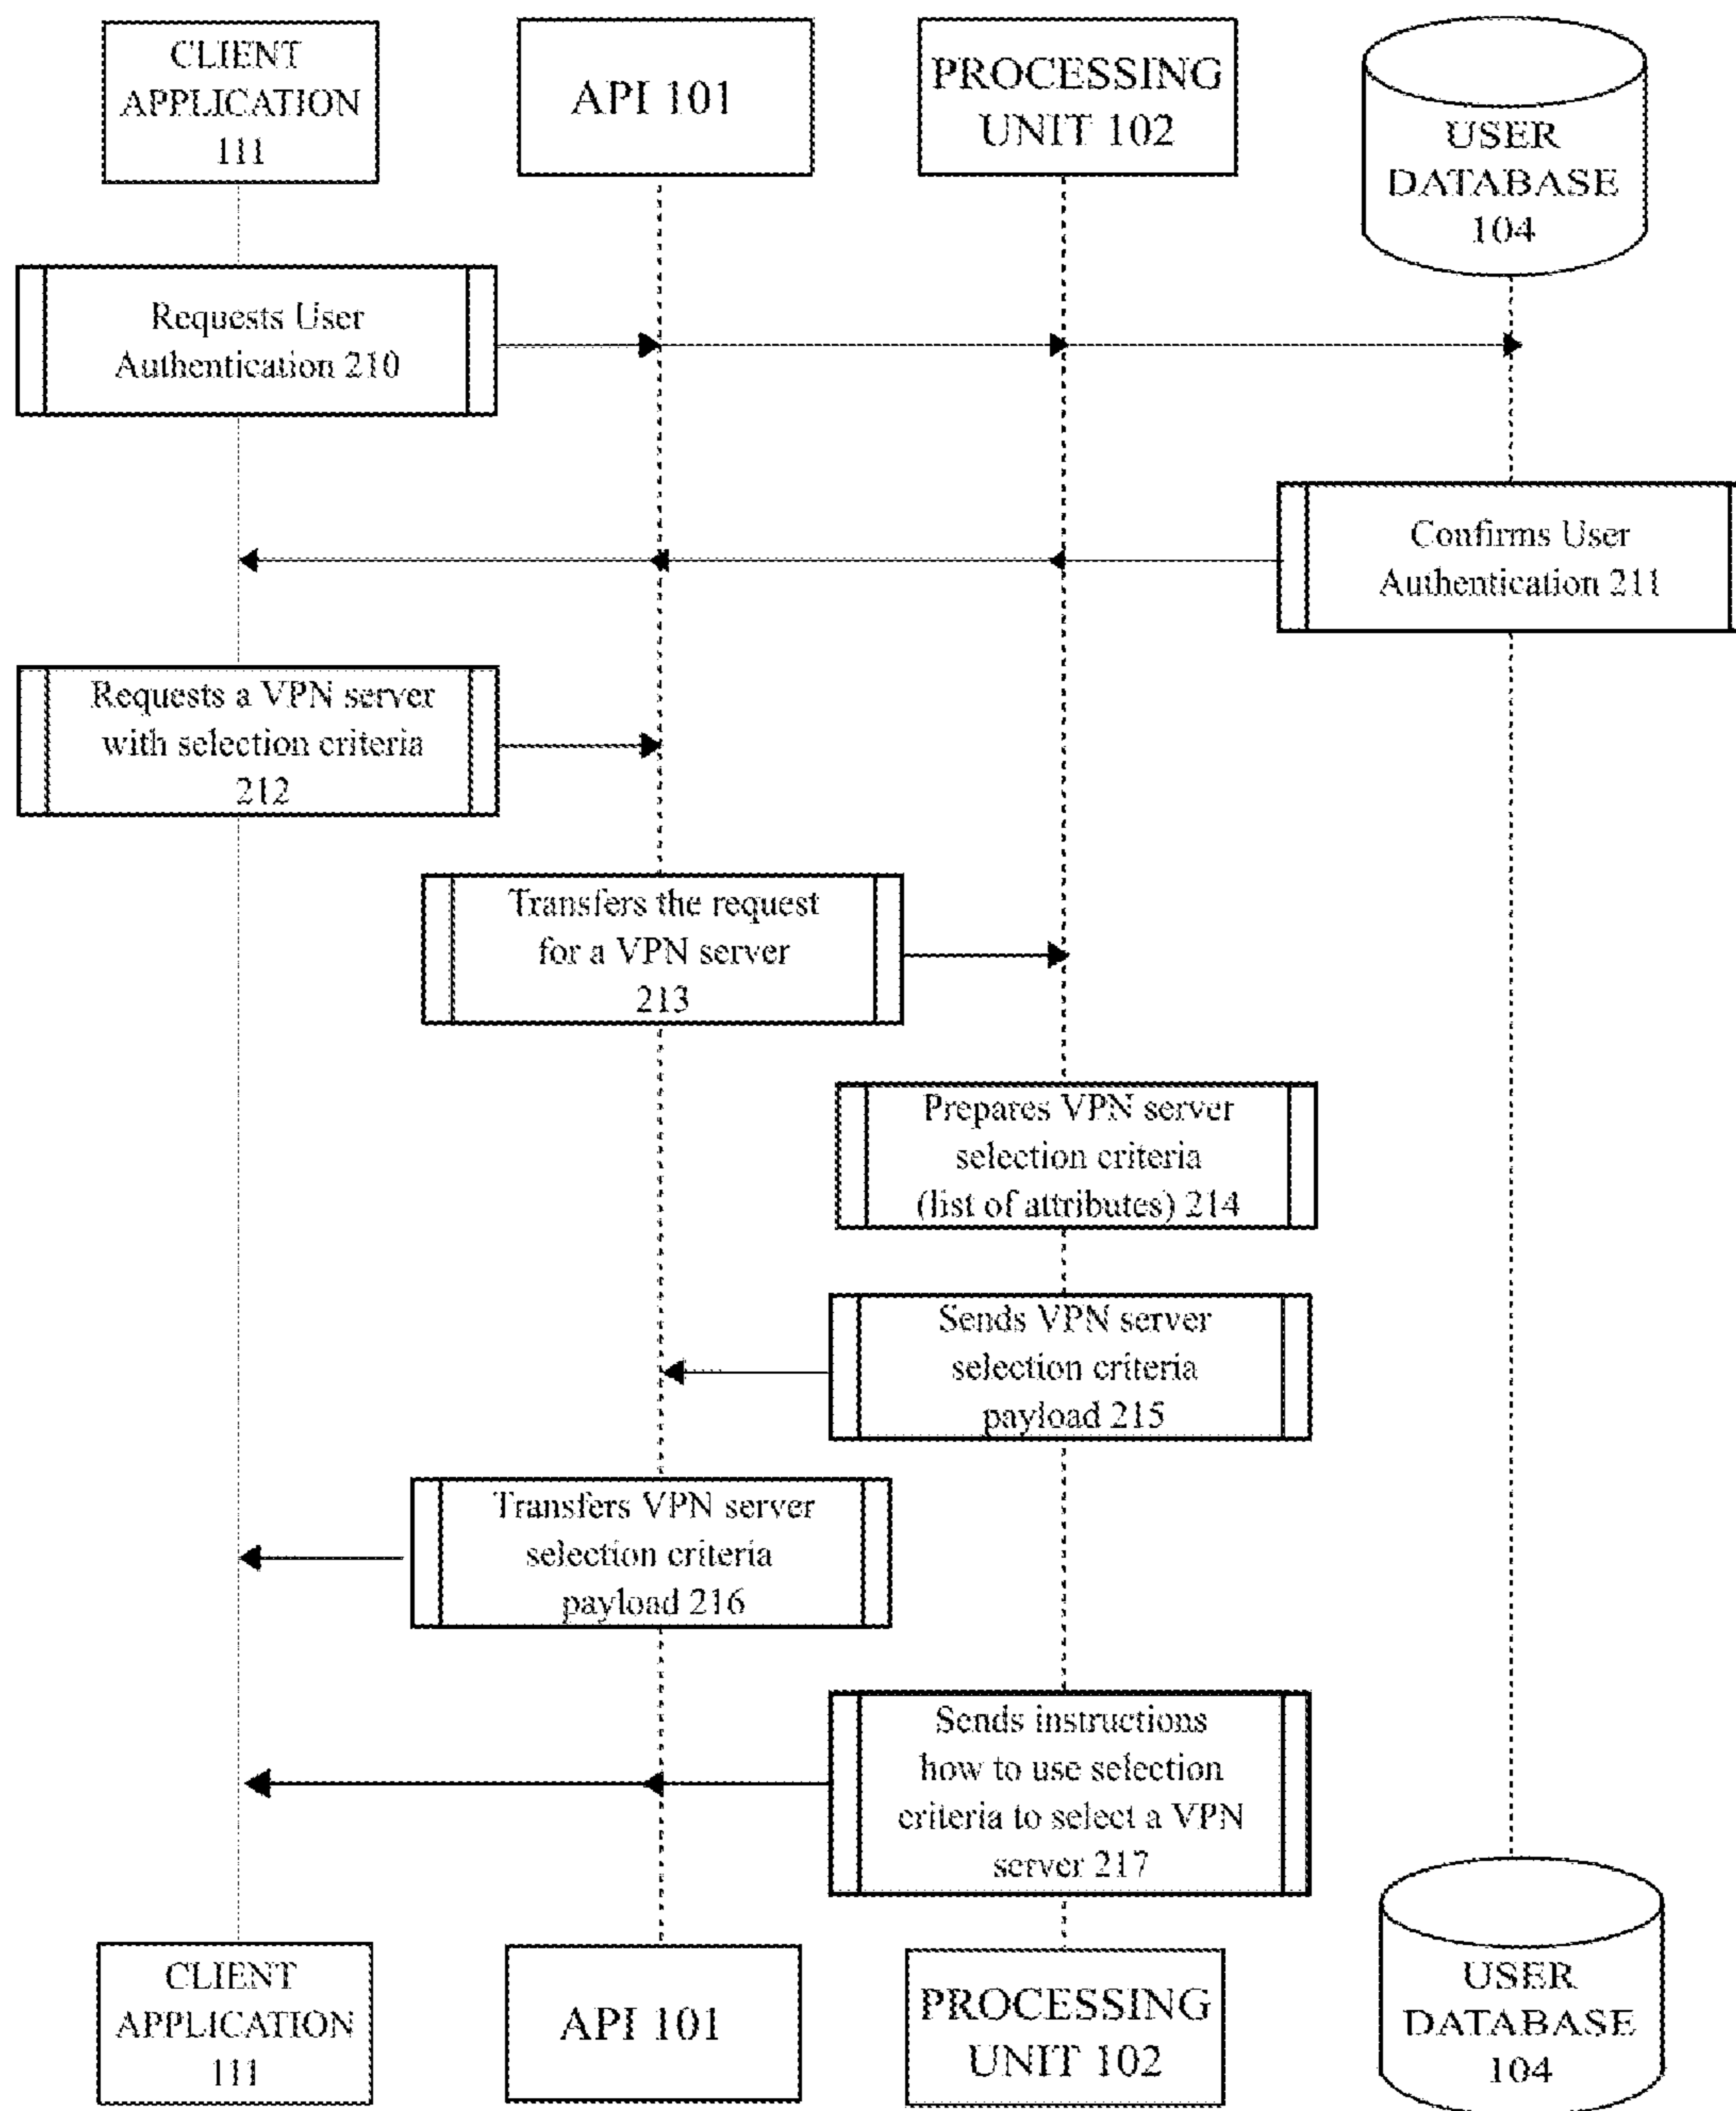 CLIENT
APPLICATION
111
API 101
PROCESSING
UNIT 102
USER
DATABASE
104
Requests User
Authentication 210
Confirms User
Authentication 211
Requests a VPN server
with selection criteria
212
Transfers the request
for a VPN server
213
Prepares VPN server
selection criteria
(list of attributes) 214
Sends VPN server
selection criteria
payload 215
Transfers VPN server
selection criteria
payload 216
Sends instructions
how to use selection
criteria to select a VPN
server 217
CLIENT
APPLICATION
111
API 101
PROCESSING
UNIT 102
USER
DATABASE
104